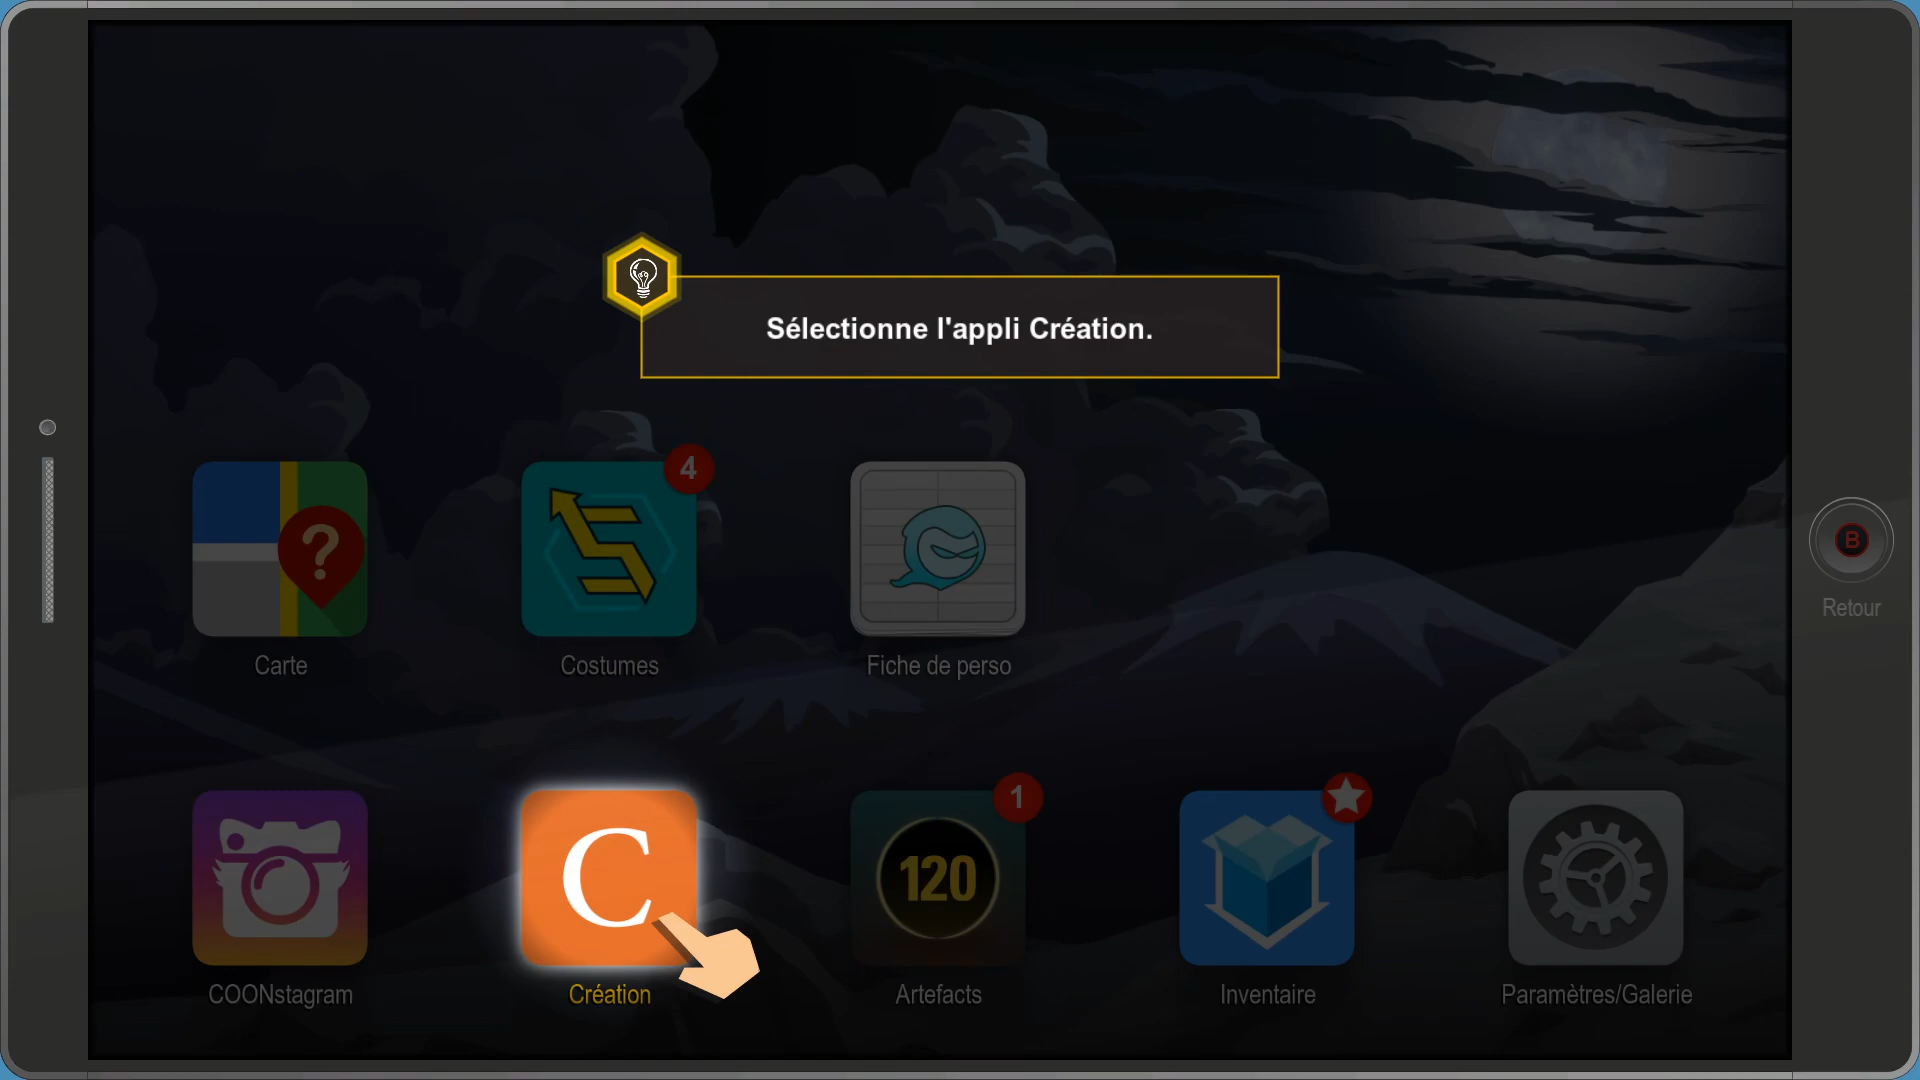 Sélectionne l'appli Création.
4
?
Carte
Costumes
Fiche de perso
B
Retour
1
C
120
COONstagram
Création
Artefacts
Inventaire
Paramètres/Galerie